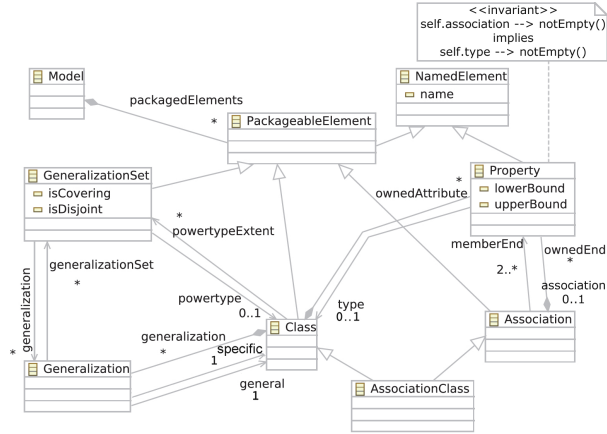 <<invariant>>
self.association --> notEmpty()
implies
self.type --> notEmpty()
Model
NamedElement
name
packagedElements
*
PackageableElement
GeneralizationSet
isCovering
isDisjoint
Property
lowerBound
upperBound
*
ownedAttribute
*
powertypeExtent
memberEnd
2..*
ownedEnd
*
association
0..1
generalizationSet
*
generalization
*
powertype
0..1
type
0..1
Class
Association
generalization
*
specific
1
general
1
Generalization
AssociationClass